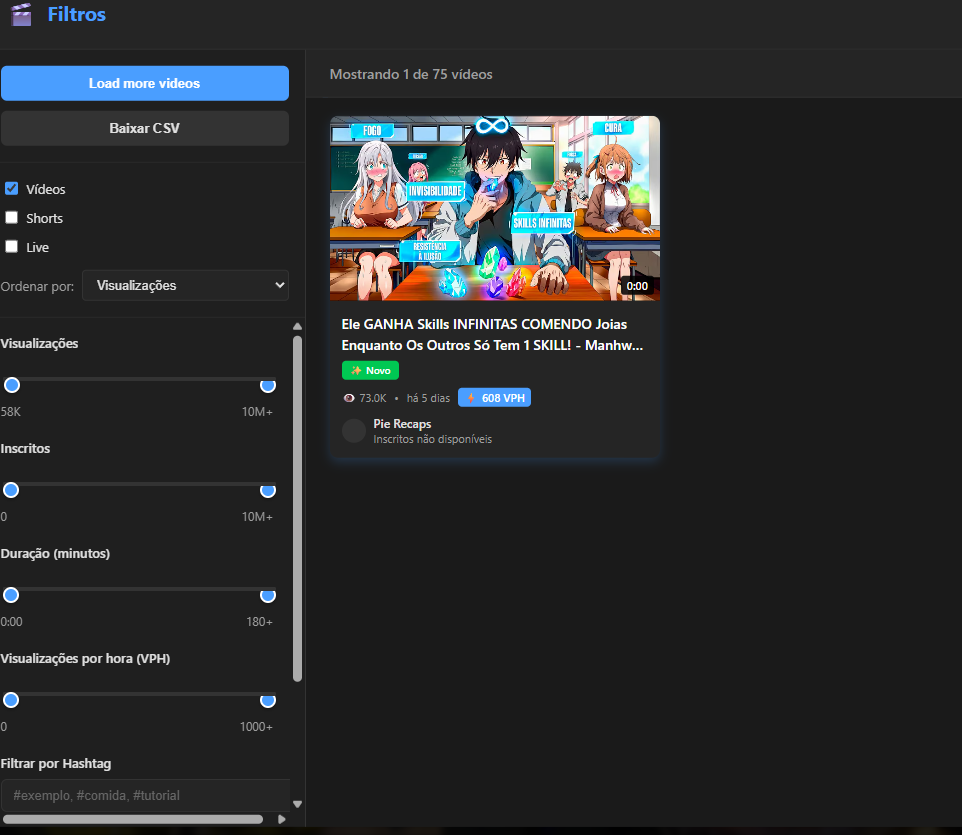 Filtros
Load more videos
Baixar CSV
Vídeos
Shorts
Live
Ordenar por:
Visualizações
Visualizações
58K
10M+
Inscritos
0
10M+
Duração (minutos)
0:00
180+
Visualizações por hora (VPH)
0
1000+
Filtrar por Hashtag
#exemplo, #comida, #tutorial
Mostrando 1 de 75 vídeos
FOGO
CURA
INVISIBILIDADE
SKILLS INFINITAS
RESISTÊNCIA
À ILUSÃO
0:00
Ele GANHA Skills INFINITAS COMENDO Joias
Enquanto Os Outros Só Tem 1 SKILL! - Manhw...
Novo
73.0K • há 5 dias 608 VPH
Pie Recaps
Inscritos não disponíveis